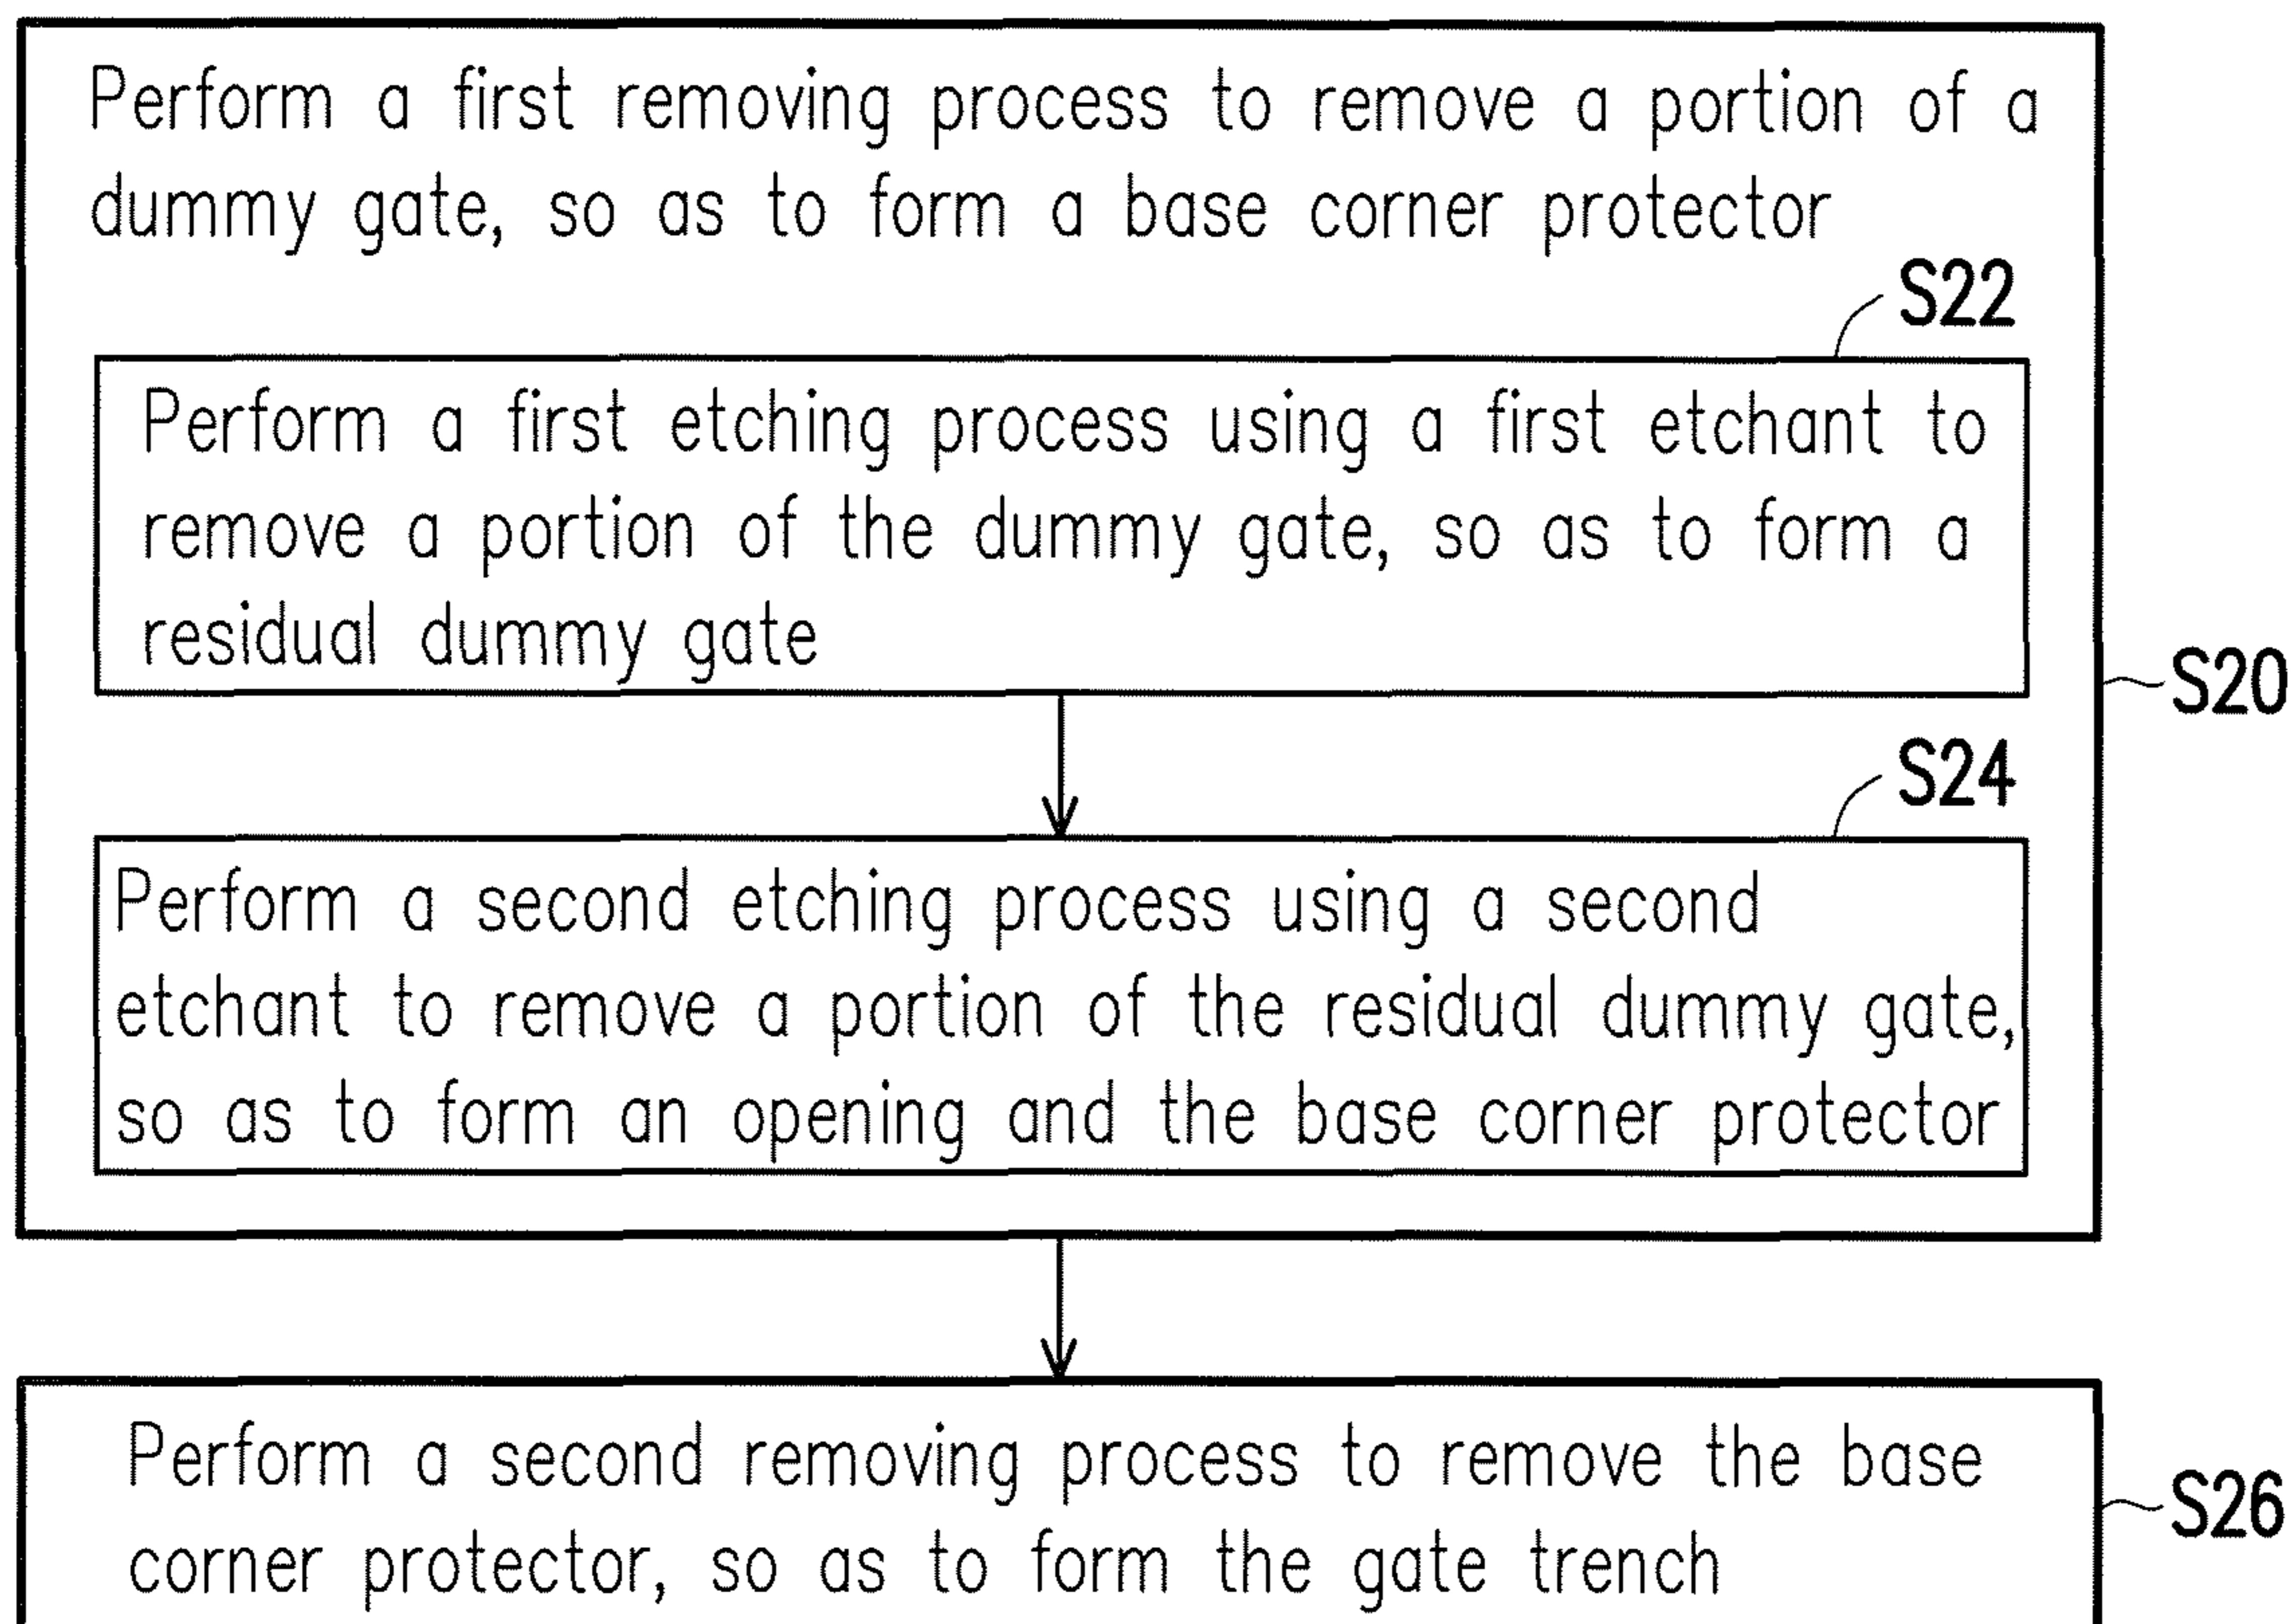 Perform a first removing process to remove a portion of a
dummy gate, so as to form a base corner protector
S22
Perform a first etching process using a first etchant to
remove a portion of the dummy gate, so as to form a
residual dummy gate
S20
S24
Perform a second etching process using a second
etchant to remove a portion of the residual dummy gate,
so as to form an opening and the base corner protector
Perform a second removing process to remove the base
corner protector, so as to form the gate trench
S26